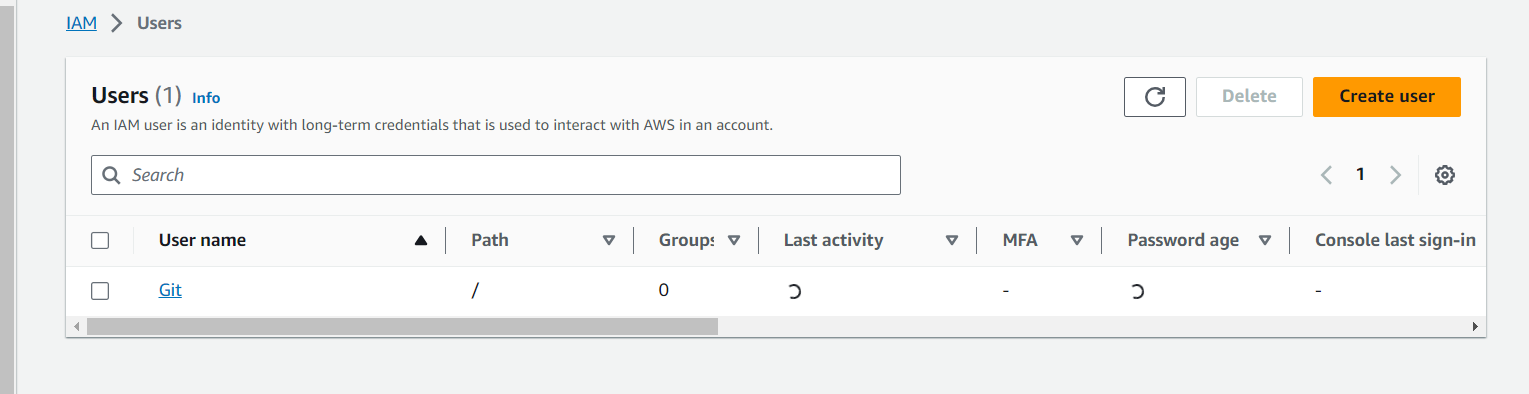 IAM > Users
Users (1) Info
Delete
Create user
An IAM user is an identity with long-term credentials that is used to interact with AWS in an account.
Search
1
User name Path Groups Last activity MFA Password age Console last sign-in
Git / 0 - -